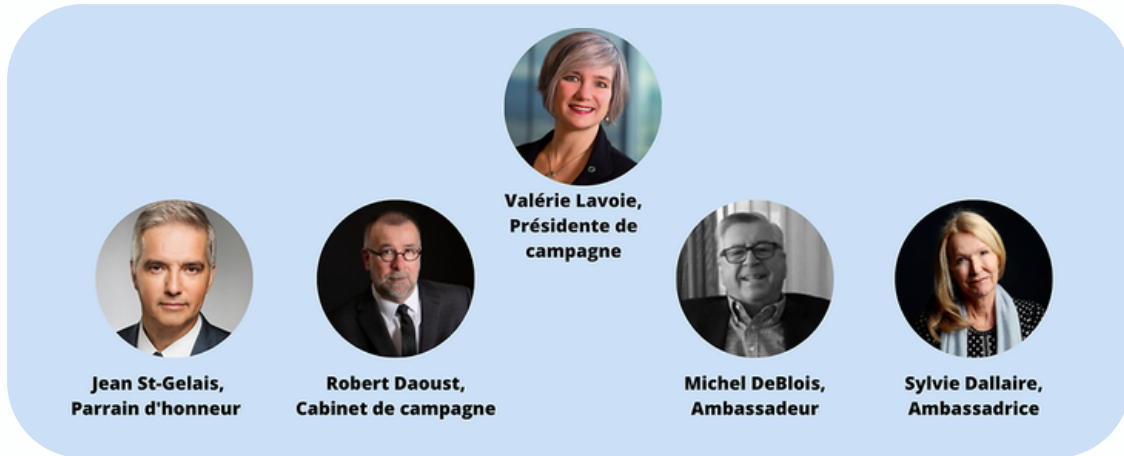 Valérie Lavoie,
Présidente de
campagne
Jean St-Gelais,
Parrain d'honneur
Robert Daoust,
Cabinet de campagne
Michel DeBlois,
Ambassadeur
Sylvie Dallaire,
Ambassadrice